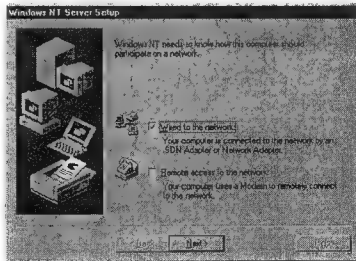 Windows NT Server Setup
Windows NT needs to know how this computer should
participate on a network.
Wired to the network:
Your computer is connected to the network by an
ISDN Adapter or Network Adapter.
Remote access to the network:
Your computer uses a Modem to remotely connect
to the network.
Next >